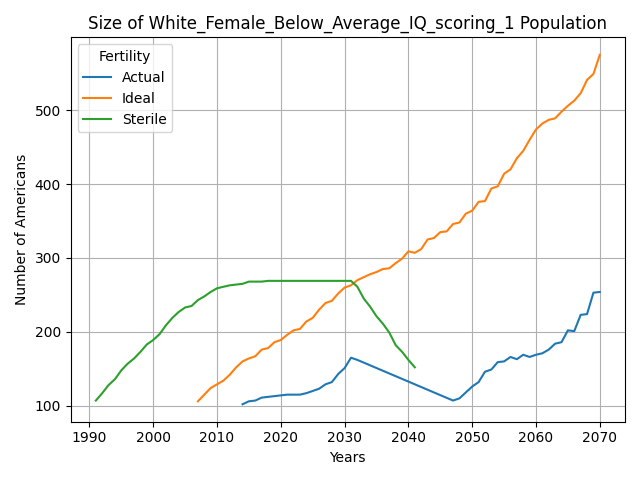 Size of White_Female_Below_Average_IQ_scoring_1 Population
Fertility
Actual
Ideal
Sterile
Number of Americans
500
400
300
200
100
1990 2000 2010 2020 2030 2040 2050 2060 2070
Years